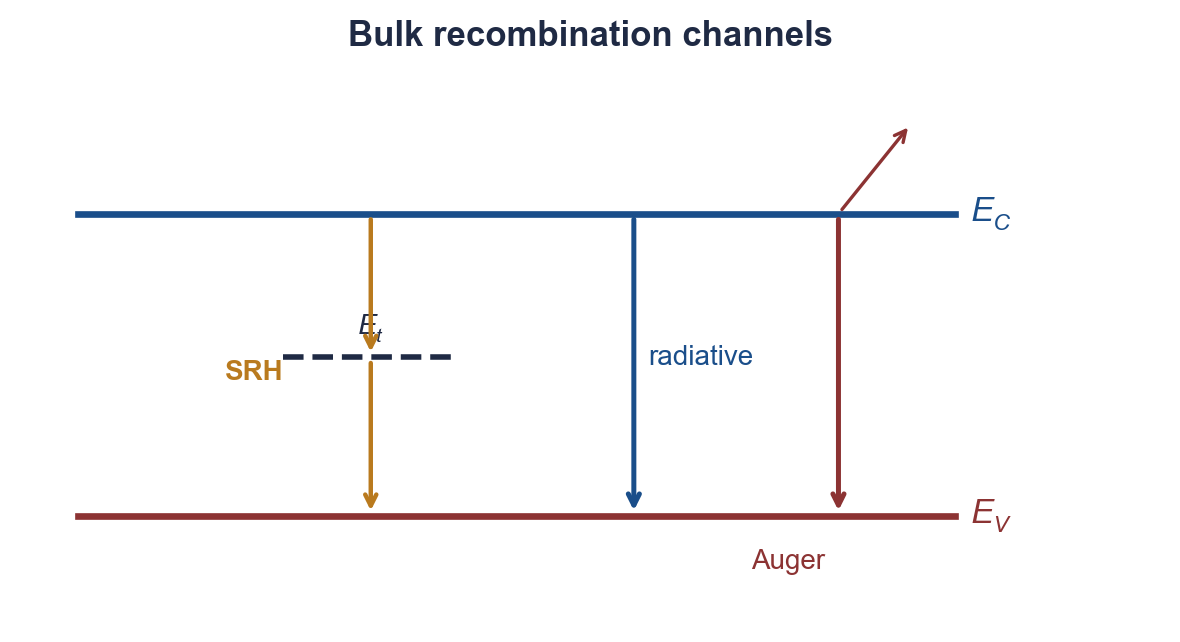 Bulk recombination channels
E_C
E_t
SRH
radiative
E_V
Auger